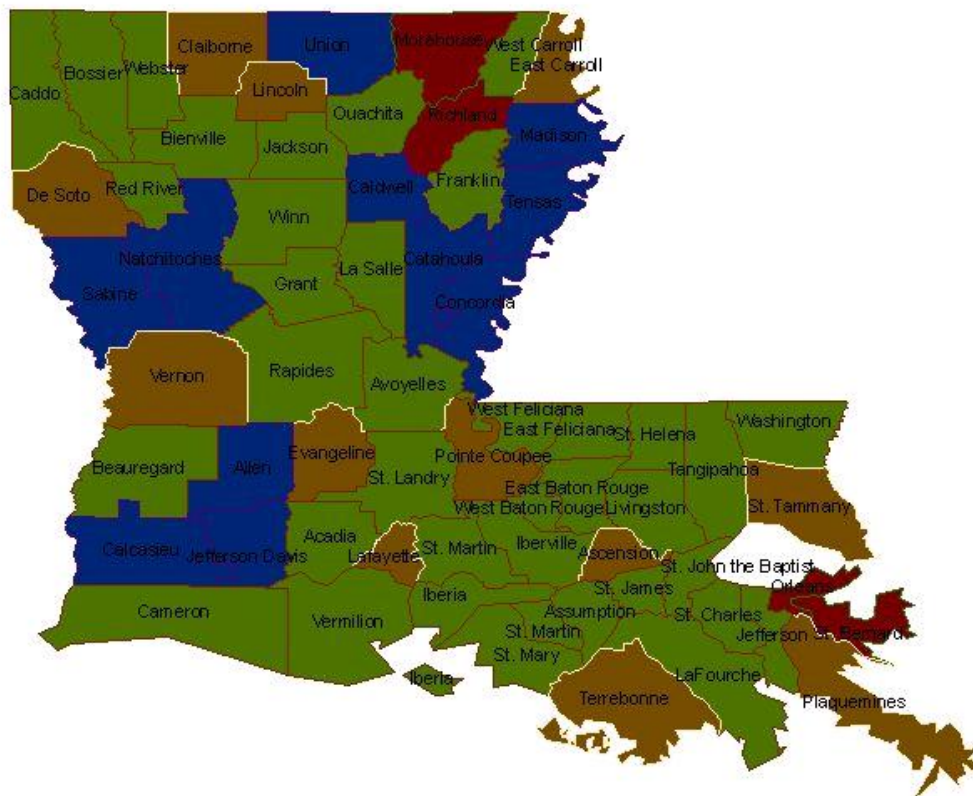 Claiborne
Union
Morehouse
West Carroll
East Carroll
Webster
Bossier
Caddo
Lincoln
Ouachita
Richland
Madison
Bienville
Jackson
De Soto
Red River
Caldwell
Franklin
Tensas
Winn
Natchitoches
Sabine
La Salle
Catahoula
Grant
Concordia
Vernon
Rapides
Avoyelles
West Feliciana
East Feliciana
St. Helena
Washington
Beauregard
Allen
Evangeline
St. Landry
Pointe Coupee
Tangipahoa
East Baton Rouge
West Baton Rouge
Livingston
St. Tammany
Calcasieu
Jefferson Davis
Acadia
Lafayette
St. Martin
Iberville
Ascension
St. John the Baptist
Orleans
Cameron
Vermilion
Iberia
St. James
Assumption
St. Charles
St. Martin
Jefferson
St. Bernard
St. Mary
Iberia
LaFourche
Terrebonne
Plaquemines